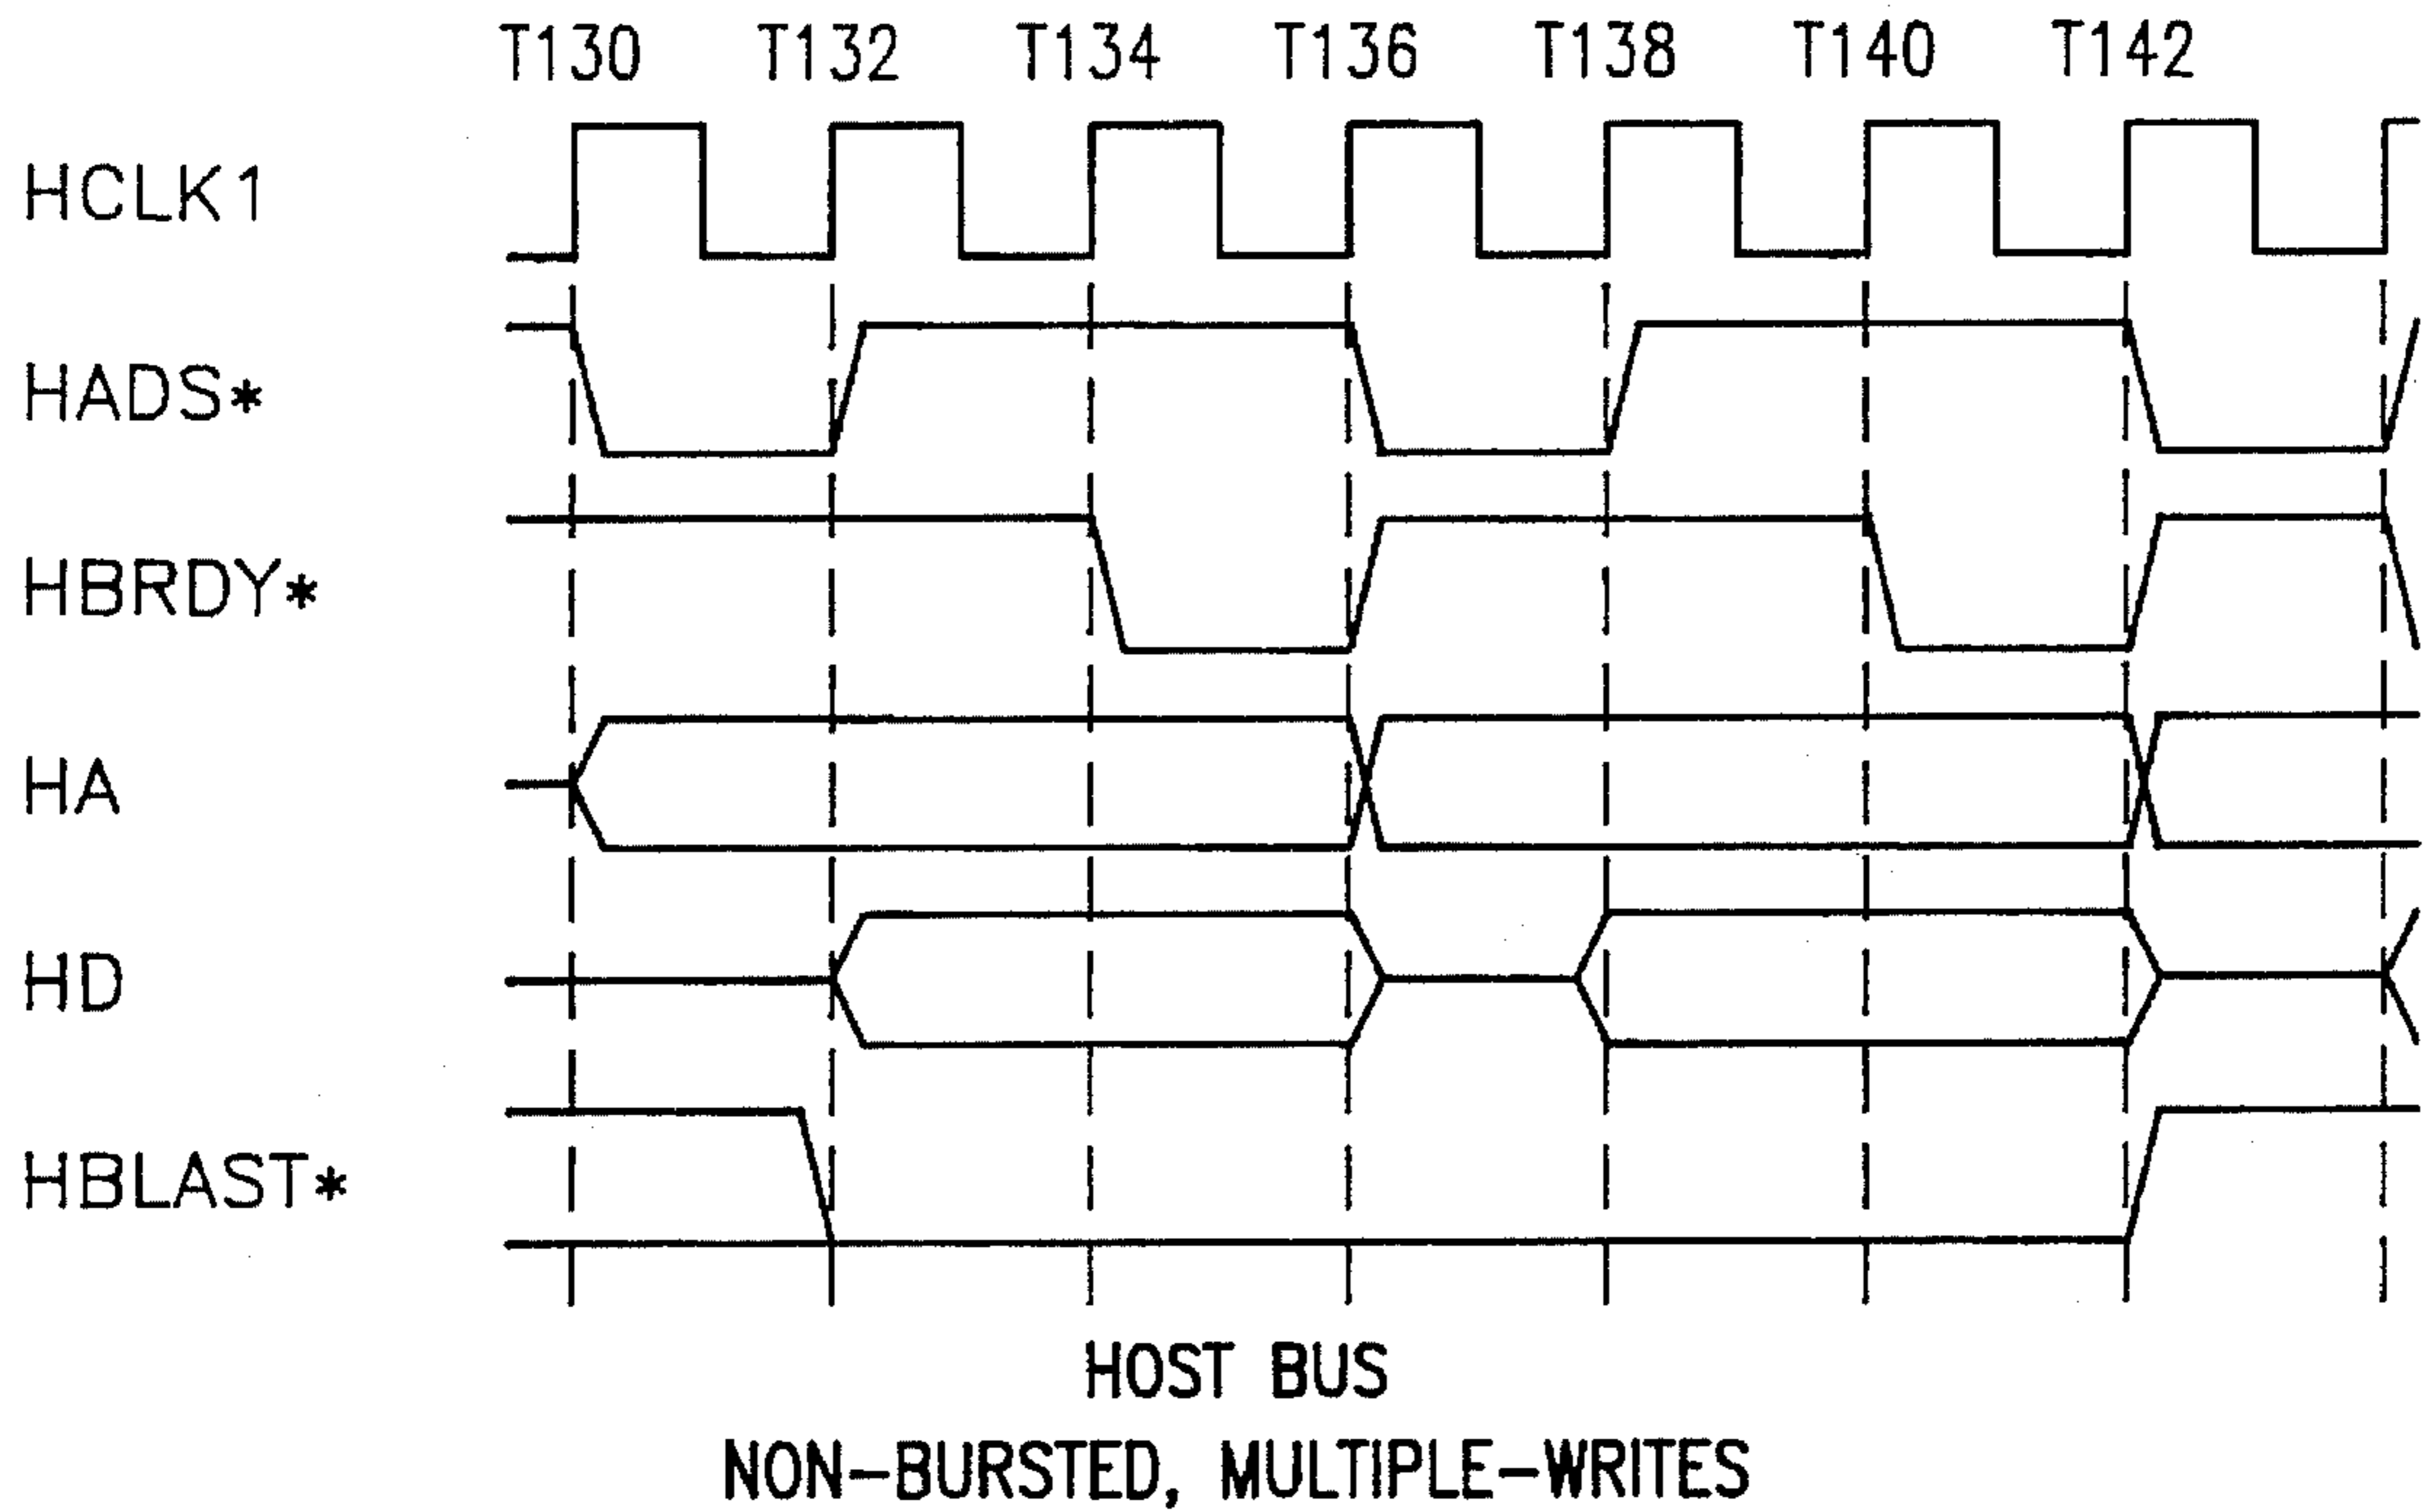 T130 T132 T134 T136 T138 T140 T142
HCLK1
HADS*
HBRDY*
HA
HD
HBLAST*
HOST BUS
NON-BURSTED, MULTIPLE-WRITES